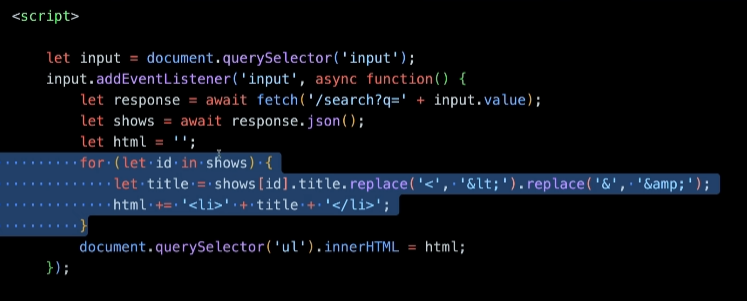 <script>
let input = document.querySelector('input');
input.addEventListener('input', async function() {
let response = await fetch('/search?q=' + input.value);
let shows = await response.json();
let html = '';
for (let id in shows) {
let title = shows[id].title.replace('<', '&lt;').replace('&', '&amp;');
html += '<li>' + title + '</li>';
}
document.querySelector('ul').innerHTML = html;
});